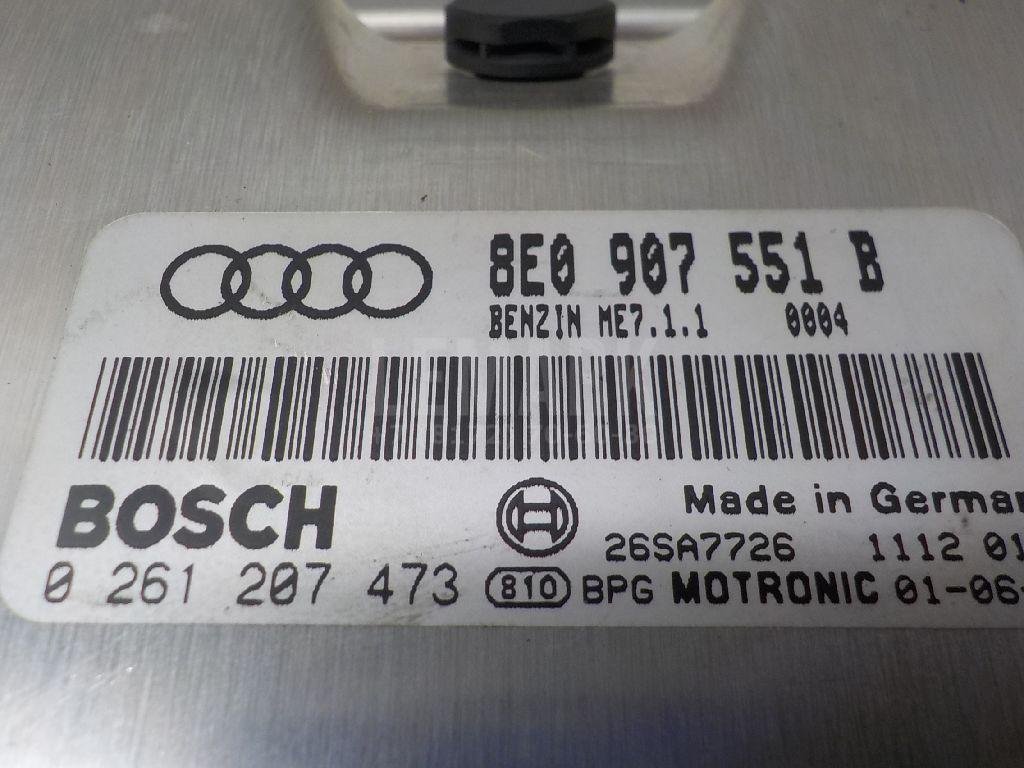 8E0 907 551 B
BENZIN ME7.1.1 0004
BOSCH
Made in German
26SA7726 1112 01
0 261 207 473 810 BPG MOTRONIC 01-06-